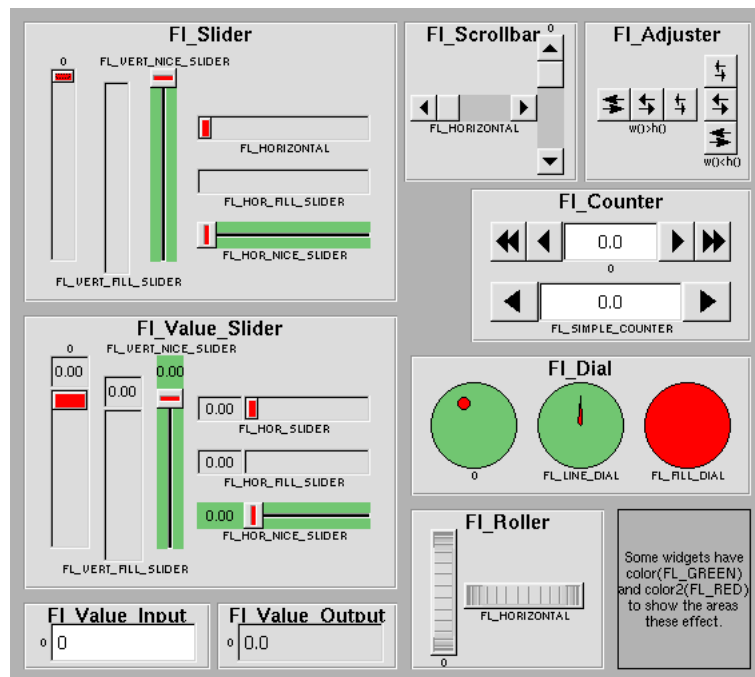 Fl_Slider
0
FL_VERT_NICE_SLIDER
FL_HORIZONTAL
FL_HOR_FILL_SLIDER
FL_HOR_NICE_SLIDER
FL_VERT_FILL_SLIDER
Fl_Scrollbar
0
FL_HORIZONTAL
Fl_Adjuster
w()>h()
w()<h()
Fl_Counter
0.0
0
0.0
FL_SIMPLE_COUNTER
Fl_Value_Slider
0
FL_VERT_NICE_SLIDER
0.00
0.00
0.00
0.00
FL_HOR_SLIDER
0.00
FL_HOR_FILL_SLIDER
0.00
FL_HOR_NICE_SLIDER
FL_VERT_FILL_SLIDER
Fl_Dial
0
FL_LINE_DIAL
FL_FILL_DIAL
Fl_Roller
FL_HORIZONTAL
0
Some widgets have
color(FL_GREEN)
and color2(FL_RED)
to show the areas
these effect.
Fl_Value_Input
0
0
Fl_Value_Output
0
0.0